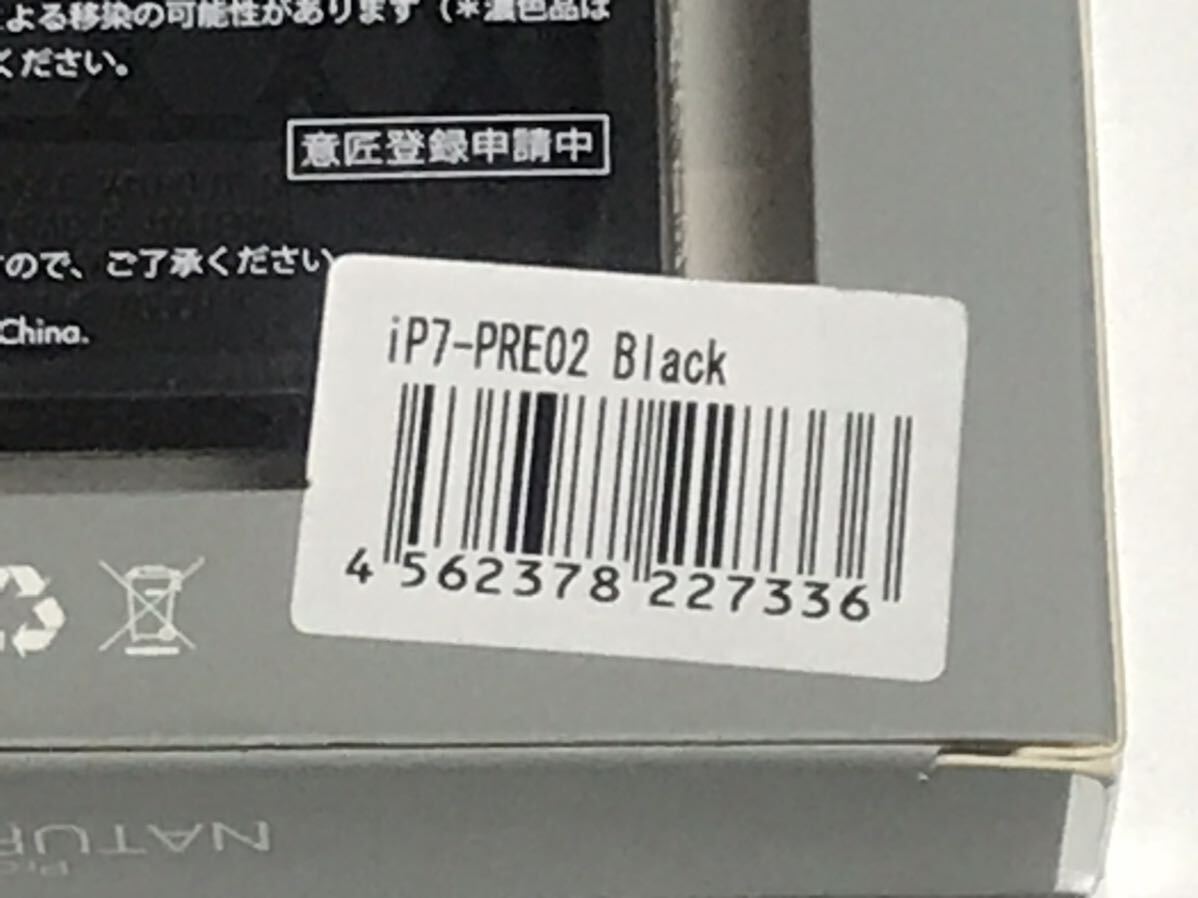 よる移染の可能性があります（＊濃色品は
ください。
意匠登録申請中
ので、ご了承ください
China.
iP7-PRE02 Black
4 562378 227336
NATUR